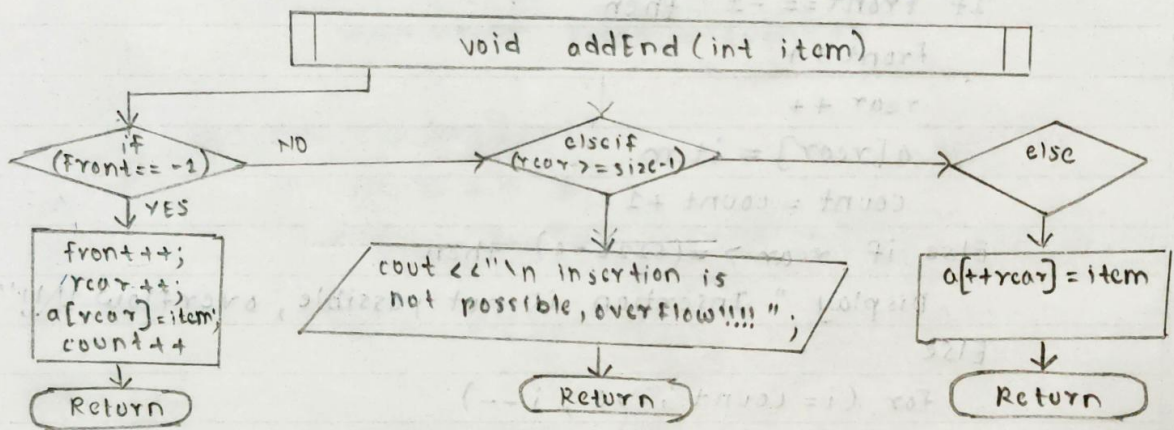 void addEnd(int item)
if
(Front == -1)
NO
YES
elseif
(rear >= size-1)
else
front ++;
rear ++;
a[rear]=item;
count ++
cout <<"\n insertion is
not possible, overflow!!!! ";
a[++rear] = item
Return
Return
Return